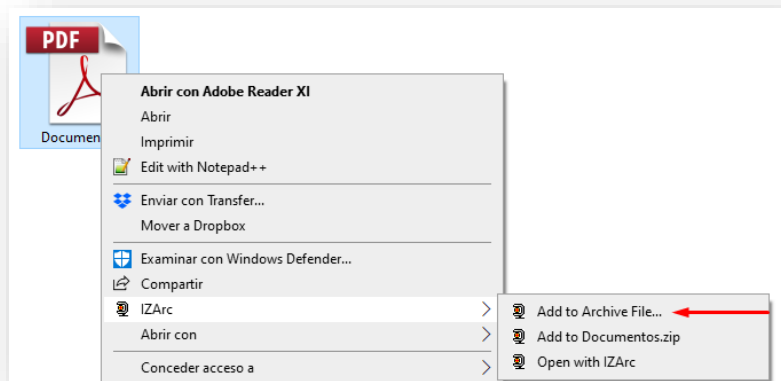 PDF
Documen
Abrir con Adobe Reader XI
Abrir
Imprimir
Edit with Notepad++
Enviar con Transfer...
Mover a Dropbox
Examinar con Windows Defender...
Compartir
IZArc
Abrir con
Conceder acceso a
Add to Archive File...
Add to Documentos.zip
Open with IZArc